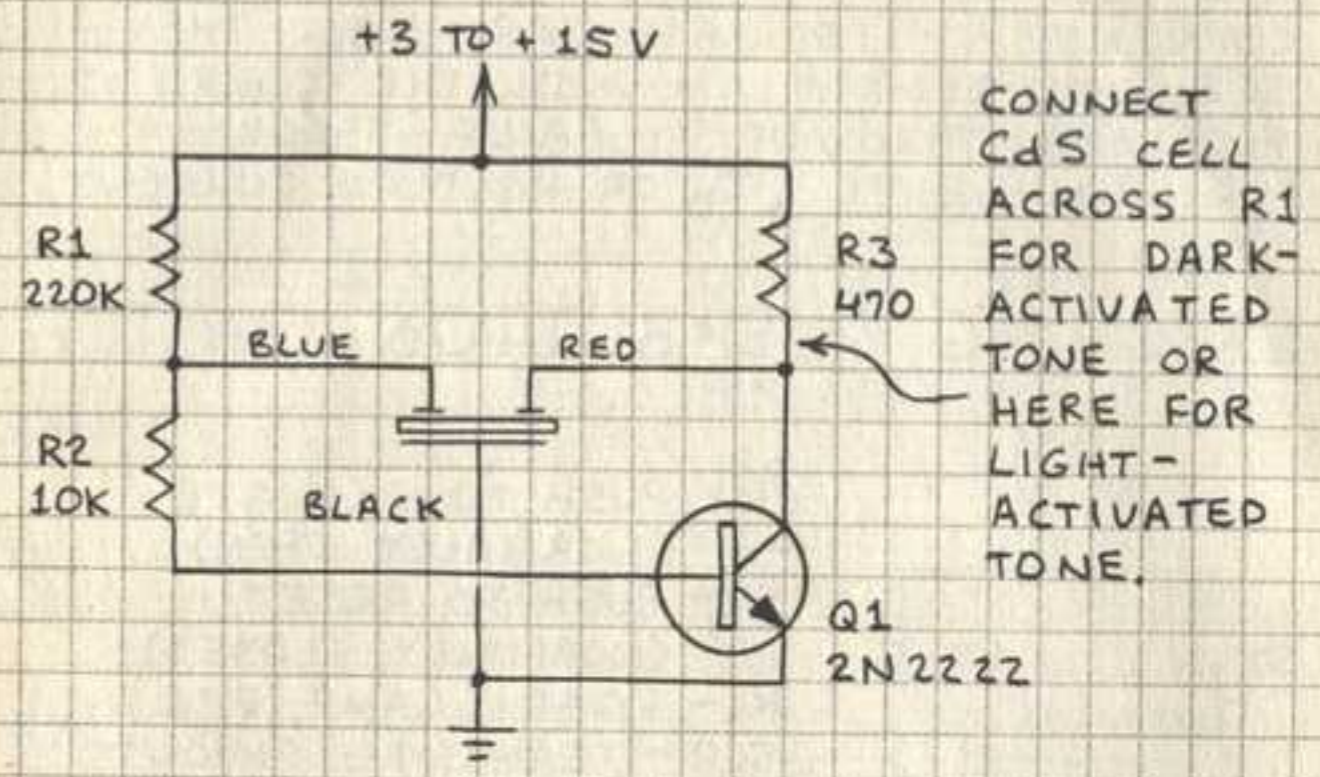 +3 TO + 15 V
R1
220K
R3
470
BLUE
RED
R2
10K
BLACK
Q1
2N2222
CONNECT
CdS CELL
ACROSS R1
FOR DARK-
ACTIVATED
TONE OR
HERE FOR
LIGHT-
ACTIVATED
TONE.